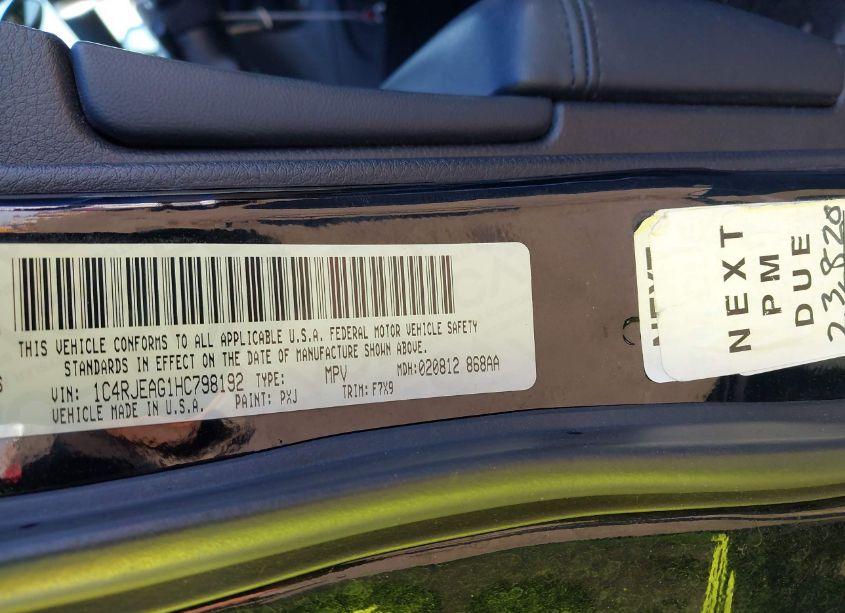 THIS VEHICLE CONFORMS TO ALL APPLICABLE U.S.A. FEDERAL MOTOR VEHICLE SAFETY
STANDARDS IN EFFECT ON THE DATE OF MANUFACTURE SHOWN ABOVE.
VIN: 1C4RJEAG1HC798192 TYPE: MPV MDH:020812 868AA
VEHICLE MADE IN U.S.A. PAINT: PXJ TRIM: F7X9
NEXT
NEXT
PM
DUE